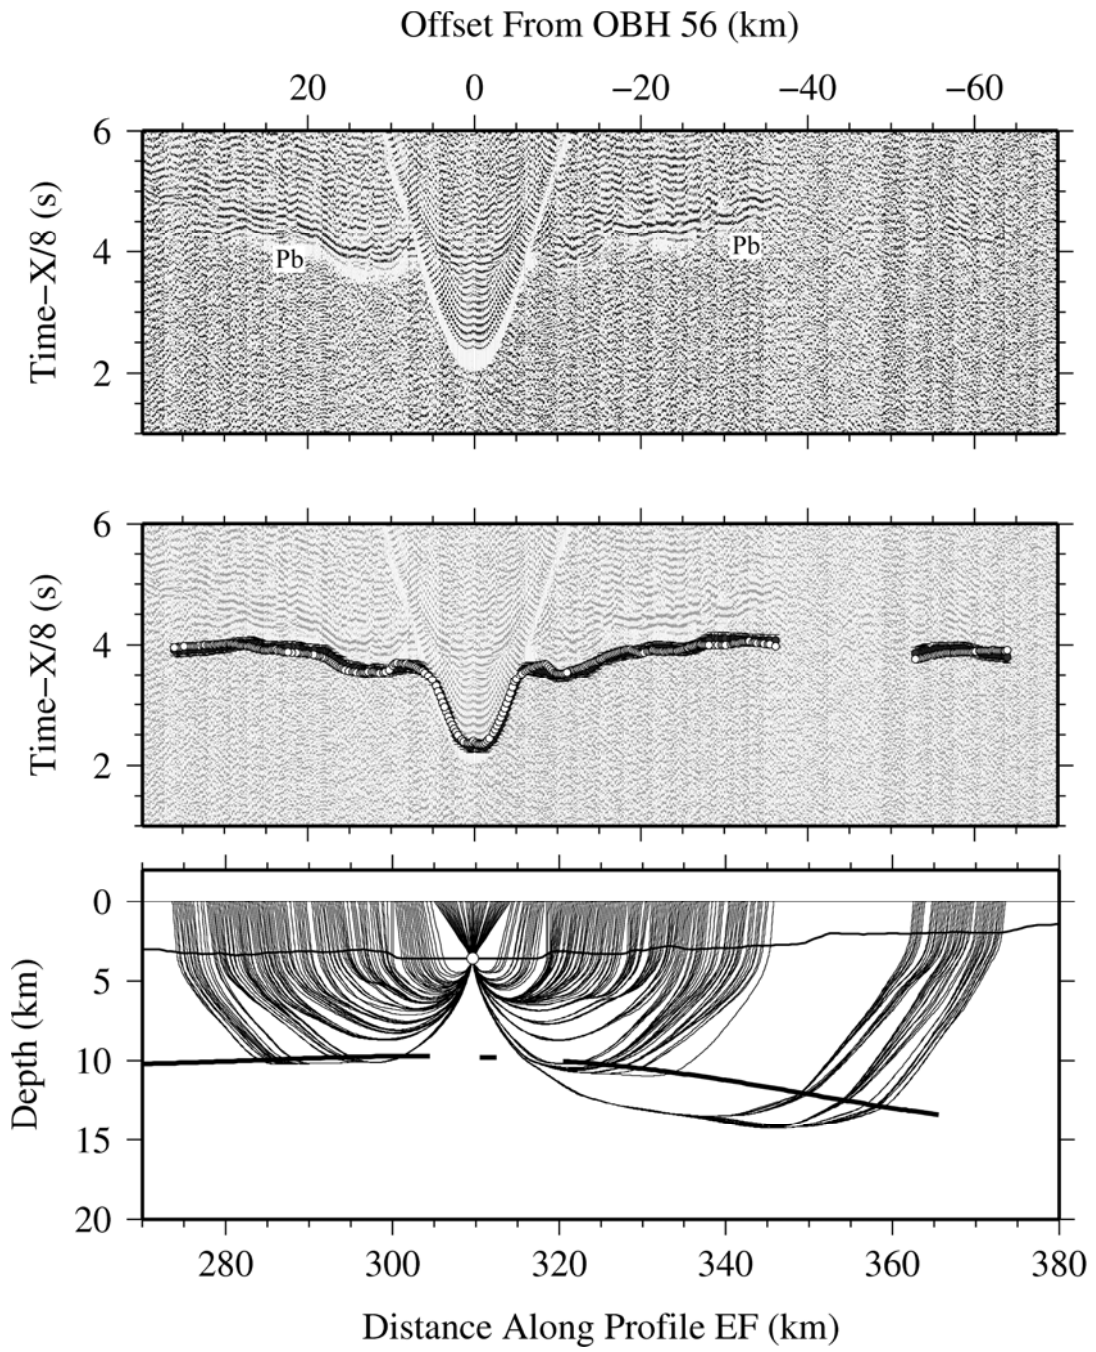 Offset From OBH 56 (km)
20 0 −20 −40 −60
6
4
2
Time−X/8 (s)
Pb
Pb
6
4
2
Time−X/8 (s)
0
5
10
15
20
Depth (km)
280 300 320 340 360 380
Distance Along Profile EF (km)